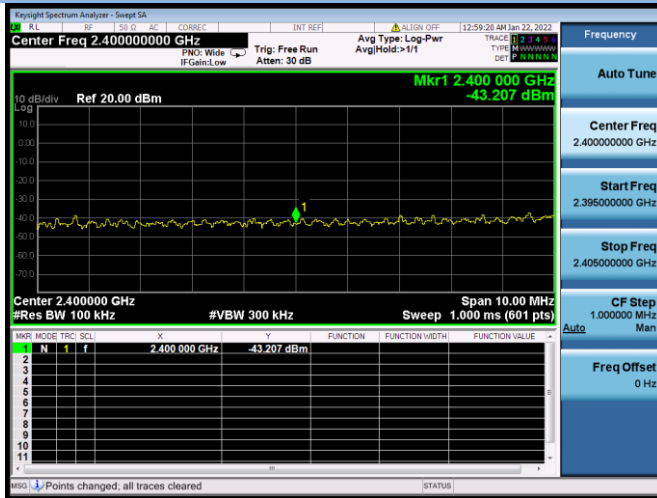 Keysight Spectrum Analyzer - Swept SA
RL RF 50 Ω AC CORREC INT REF ALIGN OFF 12:59:20 AM Jan 22, 2022
Center Freq 2.400000000 GHz
PNO: Wide
IFGain:Low
Trig: Free Run
Atten: 30 dB
Avg Type: Log-Pwr
Avg|Hold:>1/1
TRACE 1 2 3 4 5 6
TYPE M WWWWW
DET P N N N N N
Frequency
Auto Tune
Center Freq
2.400000000 GHz
Start Freq
2.395000000 GHz
Stop Freq
2.405000000 GHz
CF Step
1.000000 MHz
Auto Man
Freq Offset
0 Hz
Mkr1 2.400 000 GHz
-43.207 dBm
10 dB/div Ref 20.00 dBm
Log
10.0
0.00
-10.0
-20.0
-30.0
-40.0
-50.0
-60.0
-70.0
1
Center 2.400000 GHz Span 10.00 MHz
#Res BW 100 kHz #VBW 300 kHz Sweep 1.000 ms (601 pts)
MKR MODE TRC SCL X Y FUNCTION FUNCTION WIDTH FUNCTION VALUE
1 N 1 f 2.400 000 GHz -43.207 dBm
2
3
4
5
6
7
8
9
10
11
MSG Points changed; all traces cleared STATUS